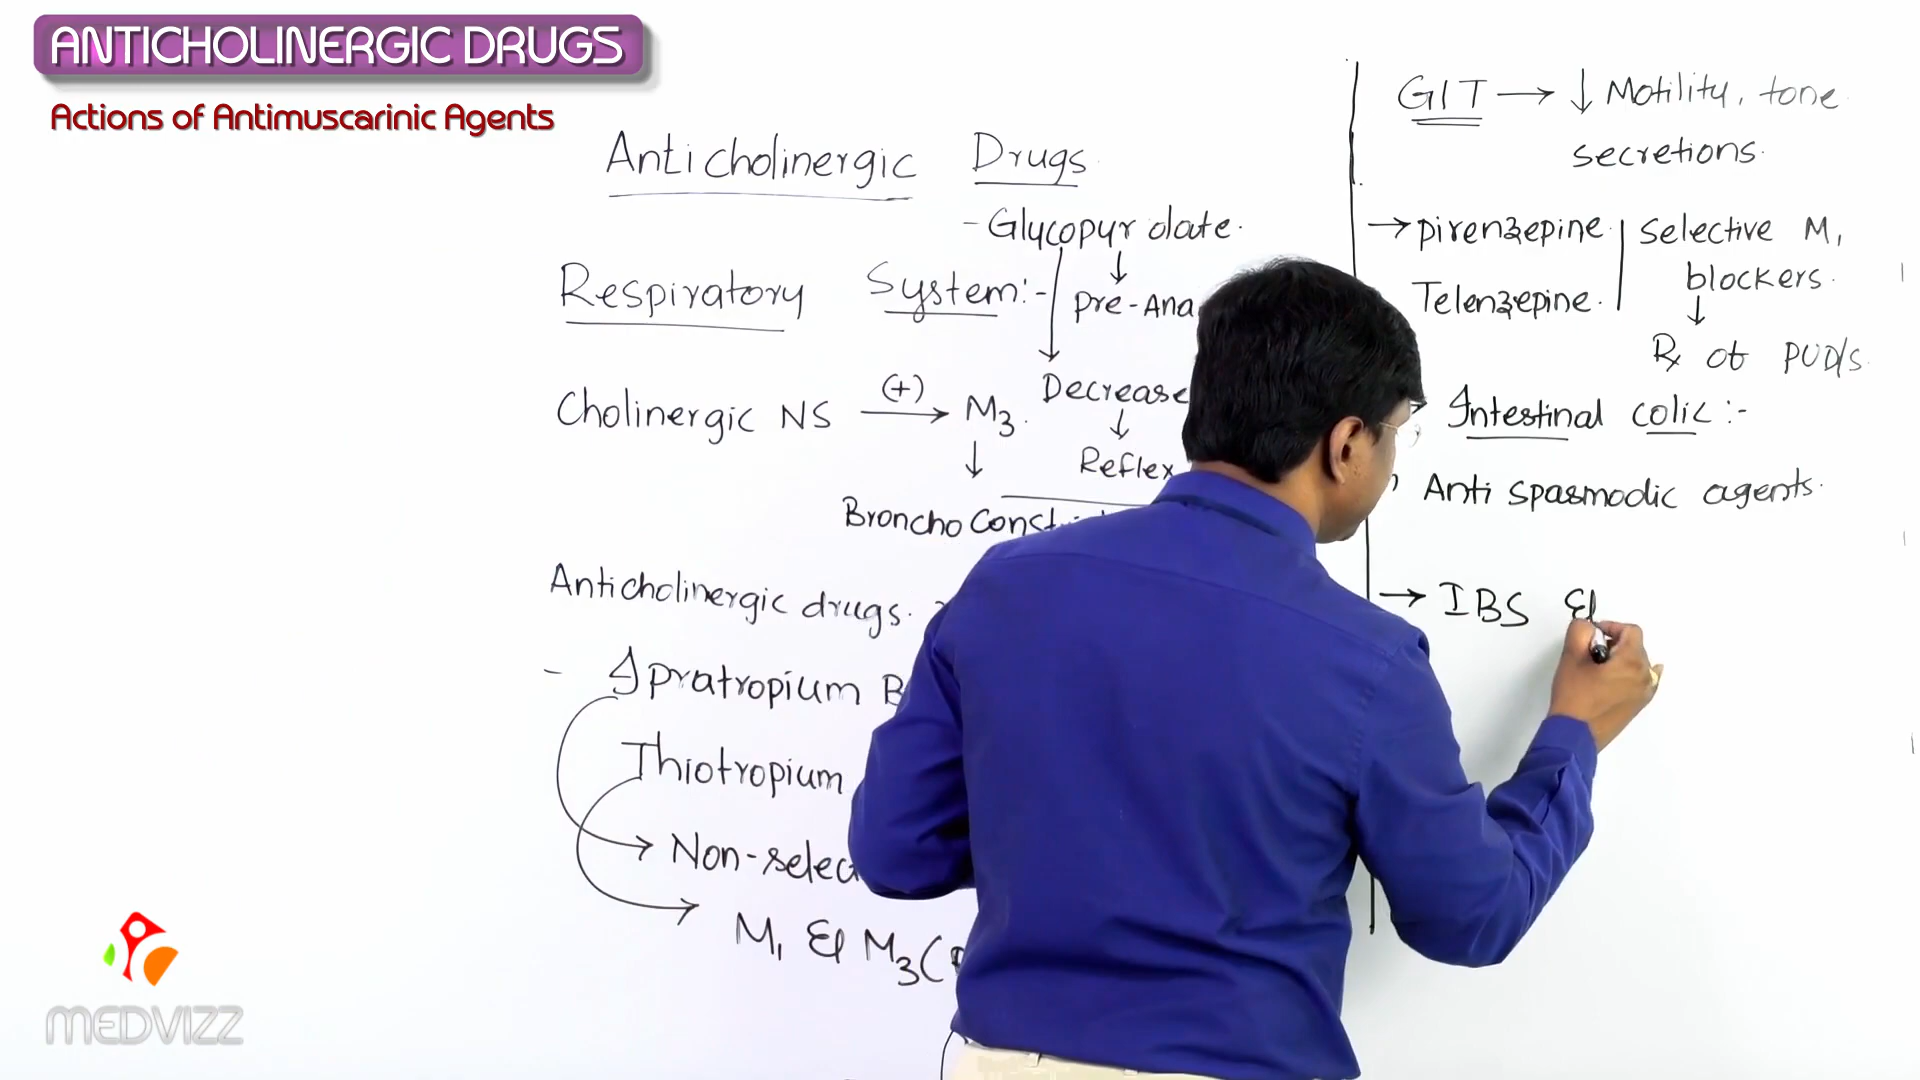 ANTICHOLINERGIC DRUGS
Actions of Antimuscarinic Agents
Anticholinergic Drugs
- Glycopyrolate.
Respiratory System:-
Pre-Ana
Cholinergic NS (+) M3.
Decrease
Reflex
Broncho Const
Anticholinergic drugs.
- Ipratropium B
Thiotropium
Non-selec
M1 & M3 (
GIT → ↓ Motility, tone
secretions.
→ pirenzepine. Selective M1
Telenzepine. blockers.
↓
Rx of PUD/s.
→ Intestinal colic :-
Anti spasmodic agents.
→ IBS &
MEDVIZZ